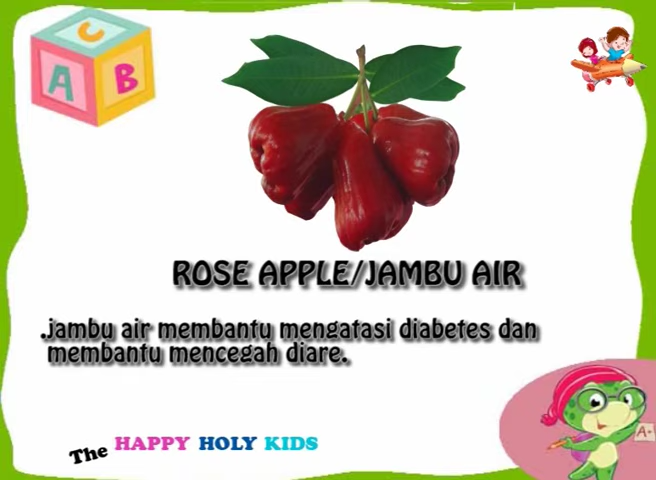 C
A B
ROSE APPLE/JAMBU AIR
.jambu air membantu mengatasi diabetes dan
membantu mencegah diare.
The HAPPY HOLY KIDS
A+